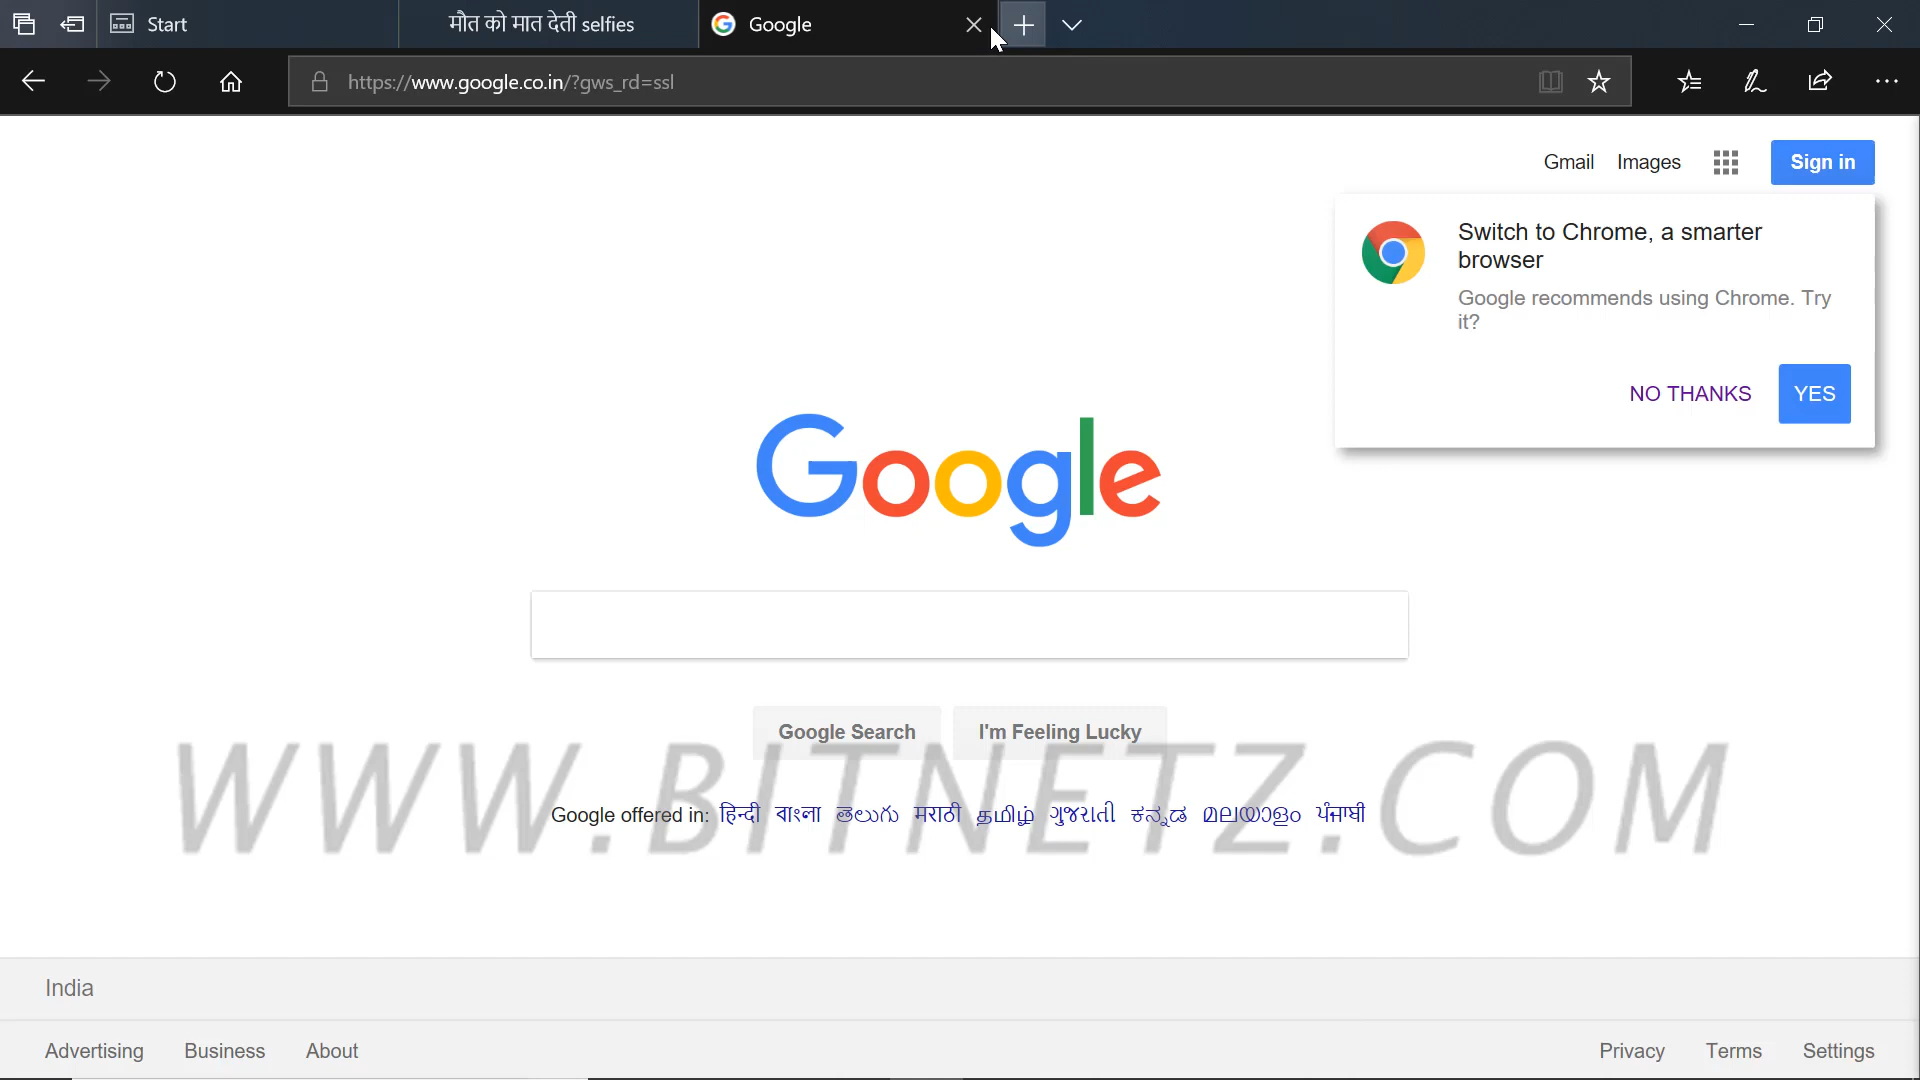 Start
मौत को मात देती selfies
Google
https://www.google.co.in/?gws_rd=ssl
Gmail Images Sign in
Switch to Chrome, a smarter
browser
Google recommends using Chrome. Try
it?
NO THANKS YES
Google
Google Search I'm Feeling Lucky
WWW.BITNETZ.COM
Google offered in: हिन्दी বাংলা తెలుగు मराठी தமிழ் ગુજરાતી ಕನ್ನಡ മലയാളം ਪੰਜਾਬੀ
India
Advertising Business About Privacy Terms Settings